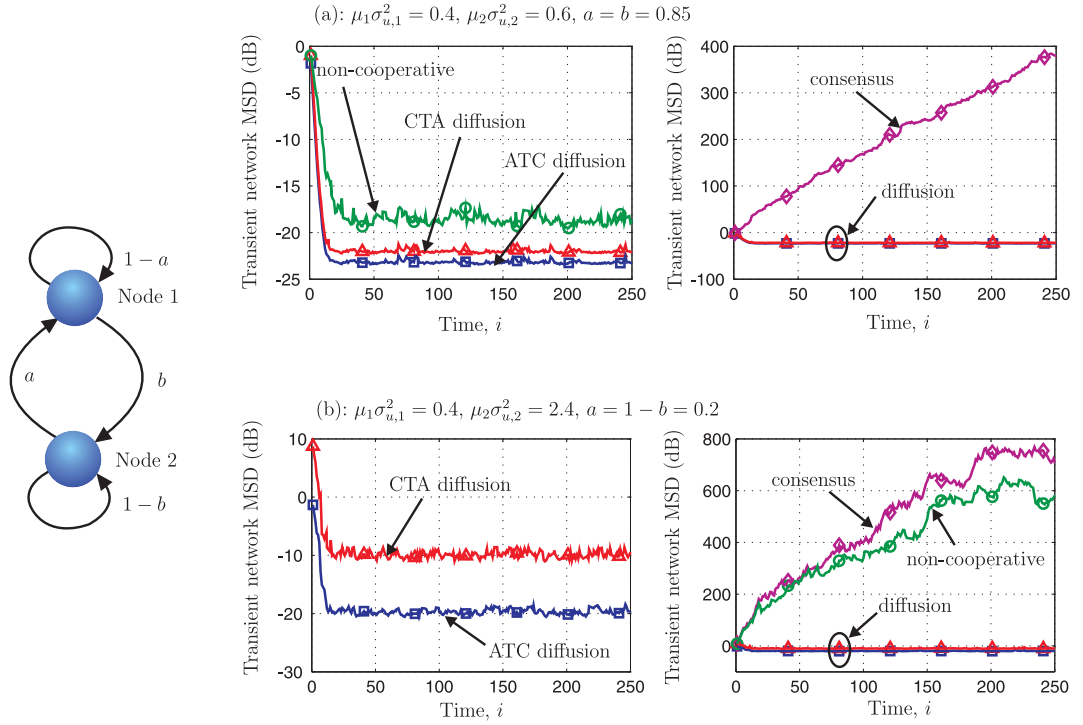 (a): μ₁σ²ᵤ,₁ = 0.4, μ₂σ²ᵤ,₂ = 0.6, a = b = 0.85
Transient network MSD (dB)
0
-5
-10
-15
-20
-25
0 50 100 150 200 250
Time, i
non-cooperative
CTA diffusion
ATC diffusion
Transient network MSD (dB)
400
300
200
100
0
-100
0 50 100 150 200 250
Time, i
consensus
diffusion
1 − a
Node 1
a
b
Node 2
1 − b
(b): μ₁σ²ᵤ,₁ = 0.4, μ₂σ²ᵤ,₂ = 2.4, a = 1 − b = 0.2
Transient network MSD (dB)
10
0
-10
-20
-30
0 50 100 150 200 250
Time, i
CTA diffusion
ATC diffusion
Transient network MSD (dB)
800
600
400
200
0
0 50 100 150 200 250
Time, i
consensus
non-cooperative
diffusion